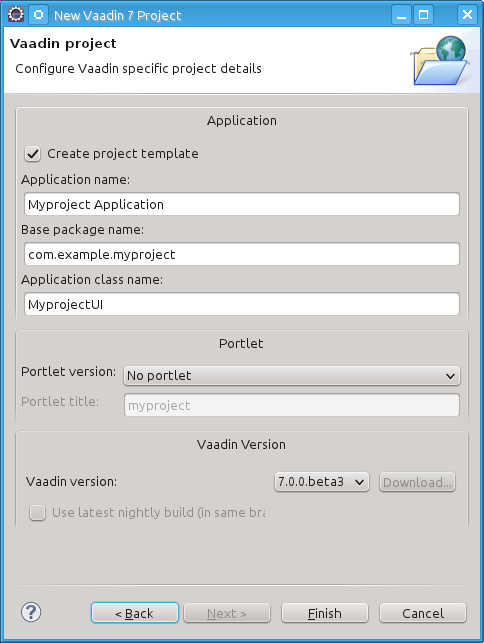 New Vaadin 7 Project
Vaadin project
Configure Vaadin specific project details
Application
Create project template
Application name:
Myproject Application
Base package name:
com.example.myproject
Application class name:
MyprojectUI
Portlet
Portlet version: No portlet
Portlet title: myproject
Vaadin Version
Vaadin version: 7.0.0.beta3 Download...
Use latest nightly build (in same bra
? < Back Next > Finish Cancel